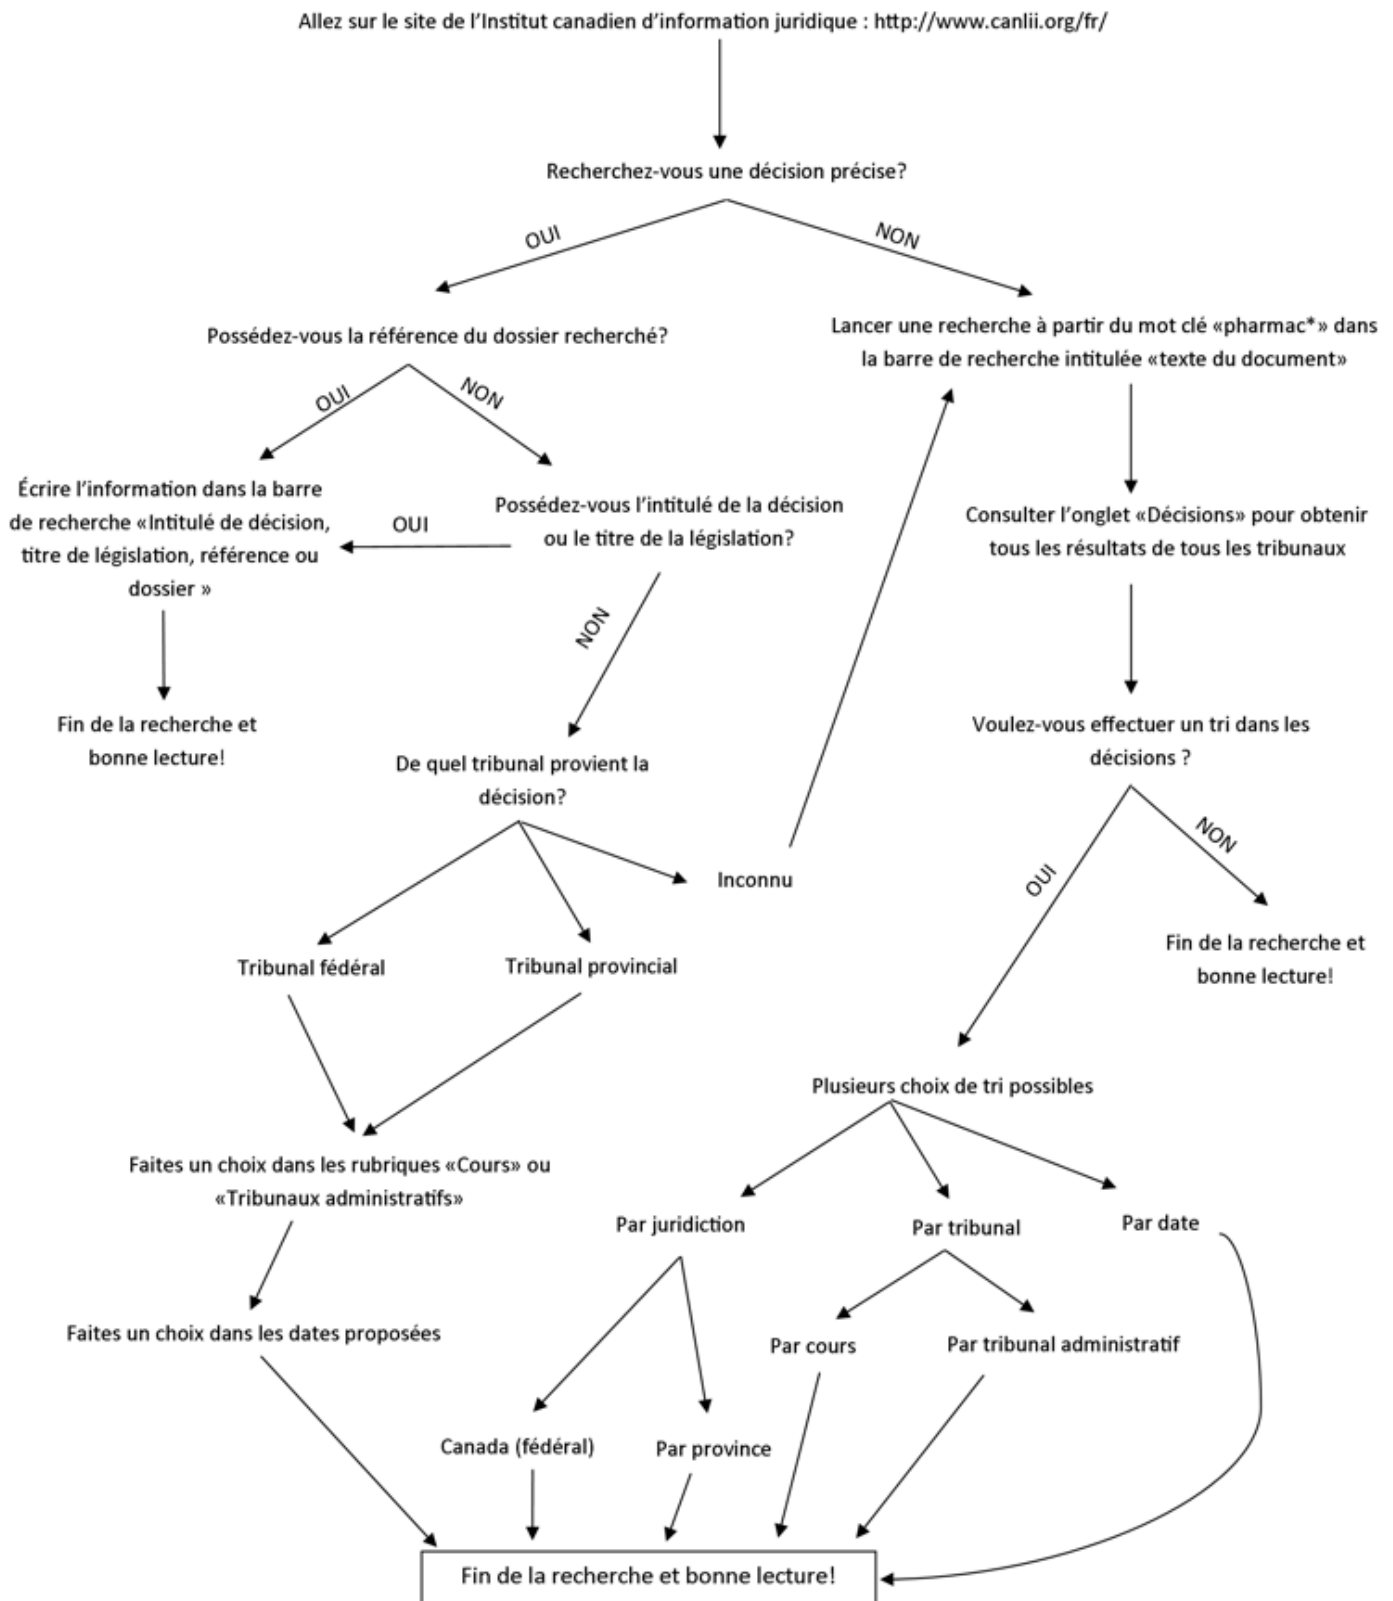 Allez sur le site de l’Institut canadien d’information juridique : http://www.canlii.org/fr/
Recherchez-vous une décision précise?
OUI
NON
Possédez-vous la référence du dossier recherché?
Lancer une recherche à partir du mot clé «pharmac*» dans
la barre de recherche intitulée «texte du document»
OUI
NON
Écrire l’information dans la barre
de recherche «Intitulé de décision,
titre de législation, référence ou
dossier »
OUI
Possédez-vous l’intitulé de la décision
ou le titre de la législation?
Consulter l’onglet «Décisions» pour obtenir
tous les résultats de tous les tribunaux
NON
Fin de la recherche et
bonne lecture!
De quel tribunal provient la
décision?
Voulez-vous effectuer un tri dans les
décisions ?
Inconnu
OUI
NON
Tribunal fédéral
Tribunal provincial
Fin de la recherche et
bonne lecture!
Plusieurs choix de tri possibles
Faites un choix dans les rubriques «Cours» ou
«Tribunaux administratifs»
Par juridiction
Par tribunal
Par date
Faites un choix dans les dates proposées
Par cours
Par tribunal administratif
Canada (fédéral)
Par province
Fin de la recherche et bonne lecture!